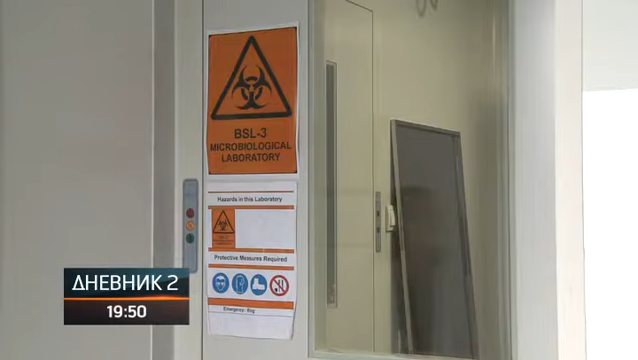 BSL-3
MICROBIOLOGICAL
LABORATORY
Hazards in this Laboratory
Protective Measures Required
Emergency:
ДНЕВНИК 2
19:50